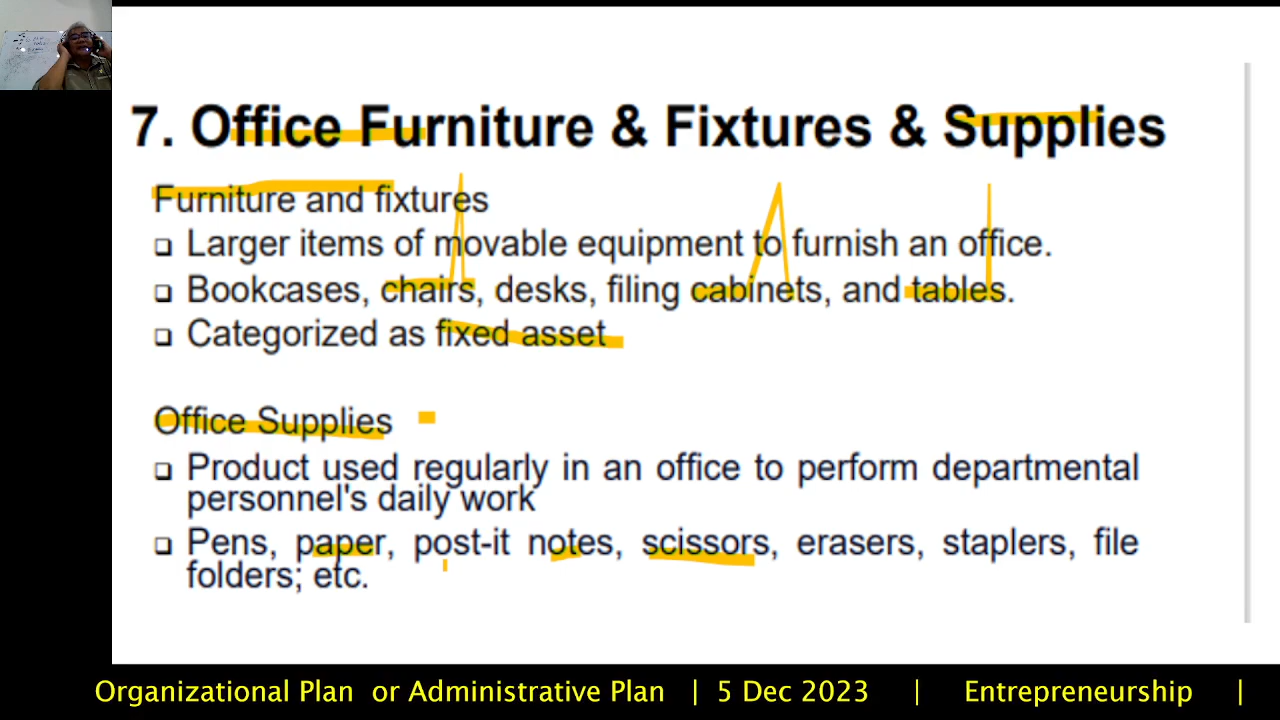 7. Office Furniture & Fixtures & Supplies
Furniture and fixtures
❑ Larger items of movable equipment to furnish an office.
❑ Bookcases, chairs, desks, filing cabinets, and tables.
❑ Categorized as fixed asset
Office Supplies
❑ Product used regularly in an office to perform departmental
personnel's daily work
❑ Pens, paper, post-it notes, scissors, erasers, staplers, file
folders; etc.
Organizational Plan or Administrative Plan | 5 Dec 2023 | Entrepreneurship |